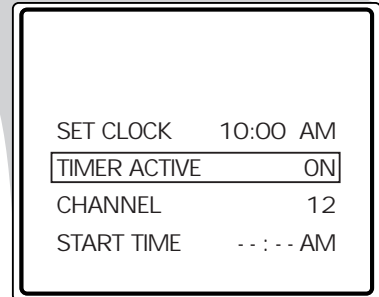 SET CLOCK 10:00 AM
TIMER ACTIVE ON
CHANNEL 12
START TIME - - : - - AM